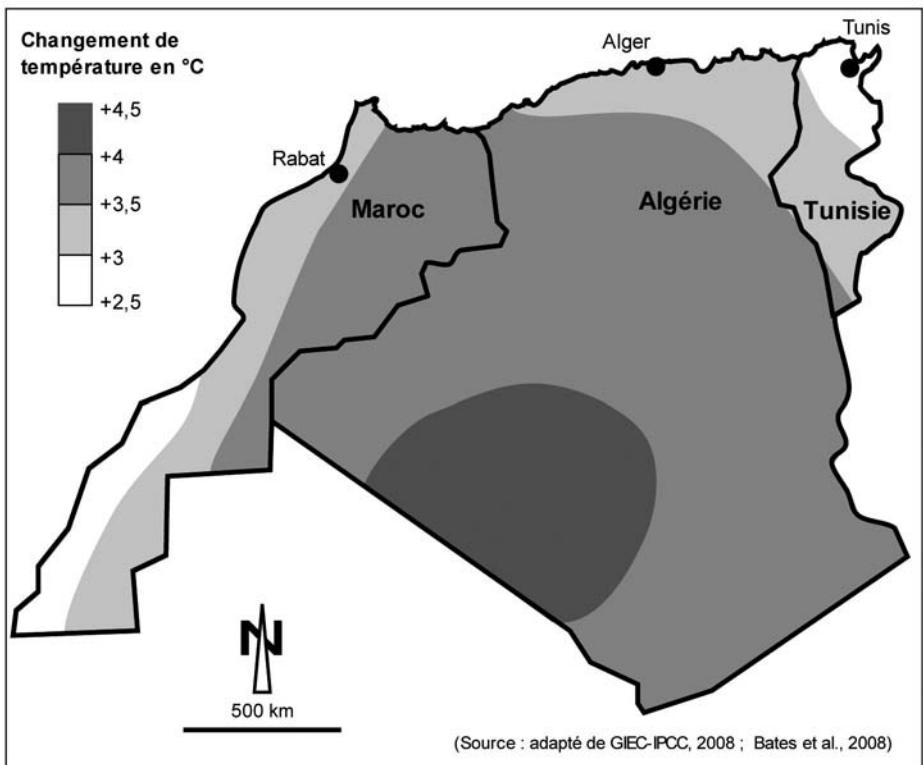 Changement de
température en °C
+4,5
+4
+3,5
+3
+2,5
Tunis
Alger
Rabat
Maroc
Algérie
Tunisie
N
500 km
(Source : adapté de GIEC-IPCC, 2008 ; Bates et al., 2008)